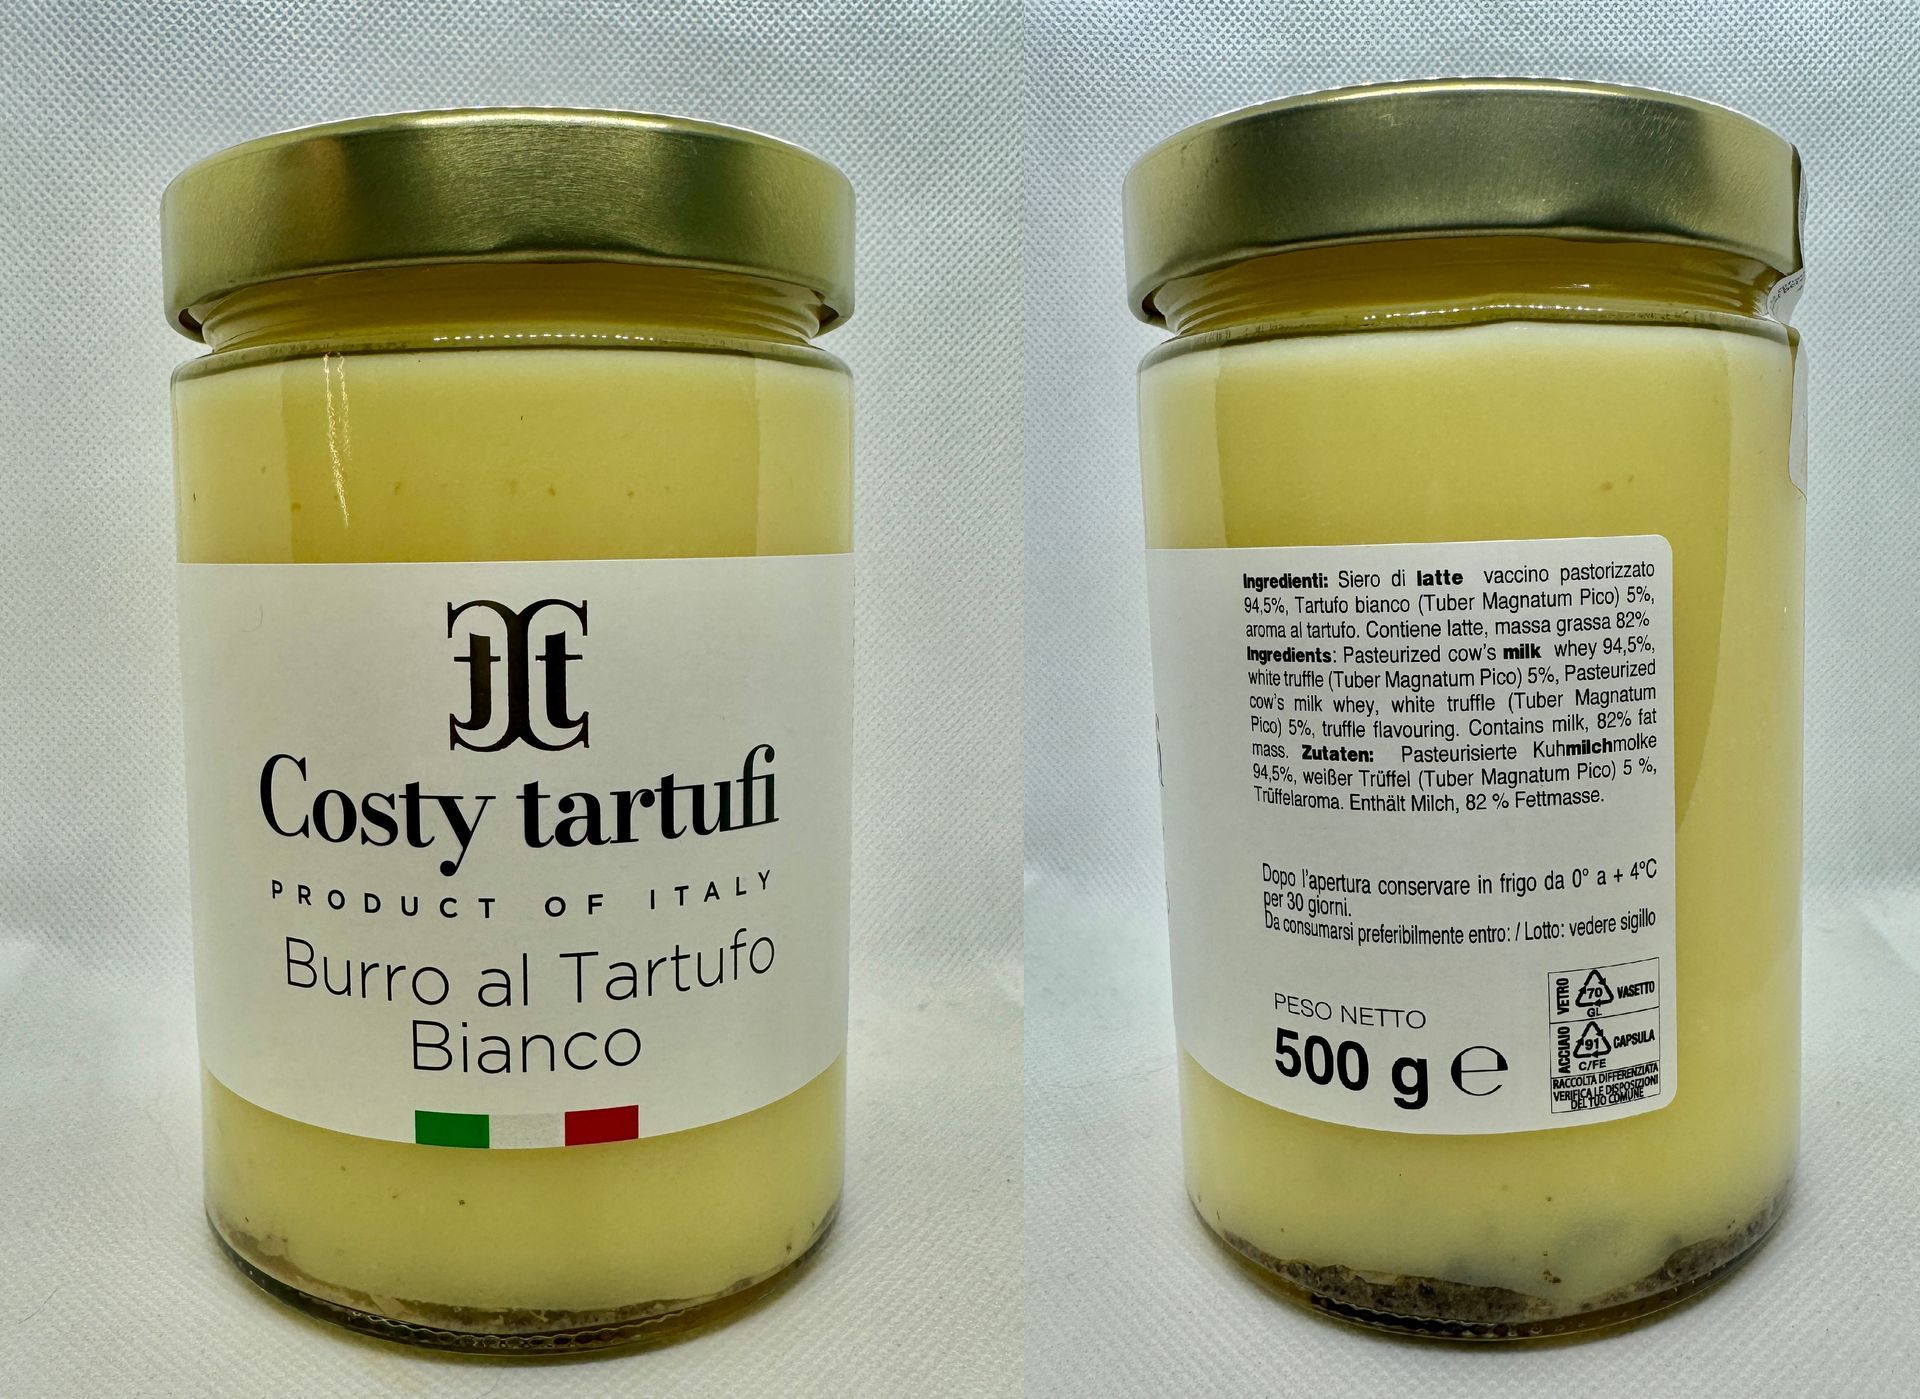 Costy tartufi
PRODUCT OF ITALY
Burro al Tartufo
Bianco
Ingredienti: Siero di latte vaccino pastorizzato
94,5%, Tartufo bianco (Tuber Magnatum Pico) 5%,
aroma al tartufo. Contiene latte, massa grassa 82%
Ingredients: Pasteurized cow's milk whey 94,5%,
white truffle (Tuber Magnatum Pico) 5%, Pasteurized
cow's milk whey, white truffle (Tuber Magnatum
Pico) 5%, truffle flavouring. Contains milk, 82% fat
mass. Zutaten: Pasteurisierte Kuhmilchmolke
94,5%, weißer Trüffel (Tuber Magnatum Pico) 5 %,
Trüffelaroma. Enthält Milch, 82 % Fettmasse.
Dopo l'apertura conservare in frigo da 0° a + 4°C
per 30 giorni.
Da consumarsi preferibilmente entro: / Lotto: vedere sigillo
PESO NETTO
500 g e
VETRO 70 GL VASETTO
ACCIAIO 91 C/FE CAPSULA
RACCOLTA DIFFERENZIATA
VERIFICA LE DISPOSIZIONI
DEL TUO COMUNE